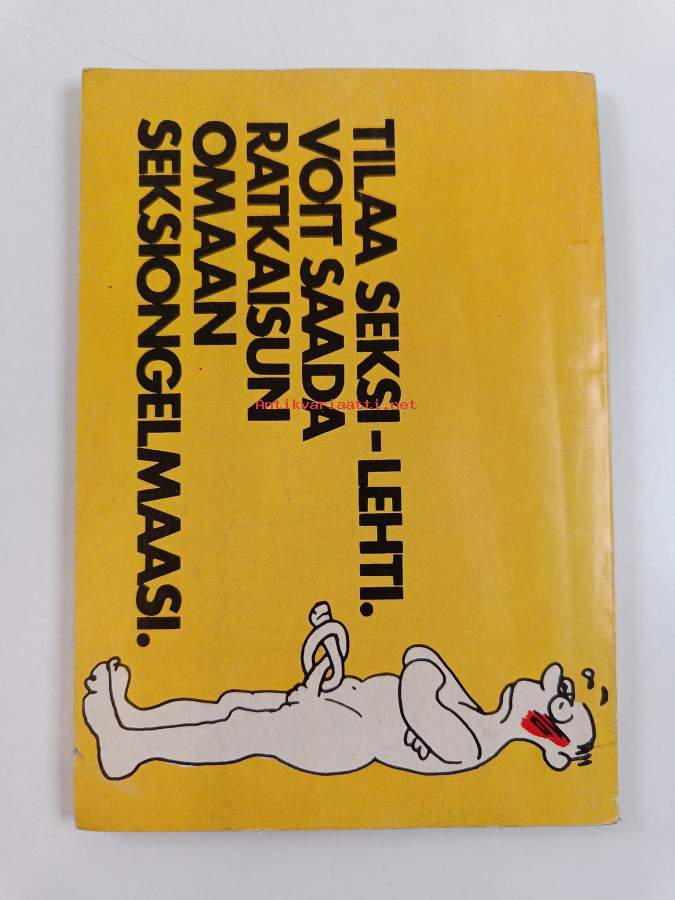 TILAA SEKSI-LEHTI.
VOIT SAADA
RATKAISUN
OMAAN
SEKSIONGELMAASI.
Antikvariaatti.net